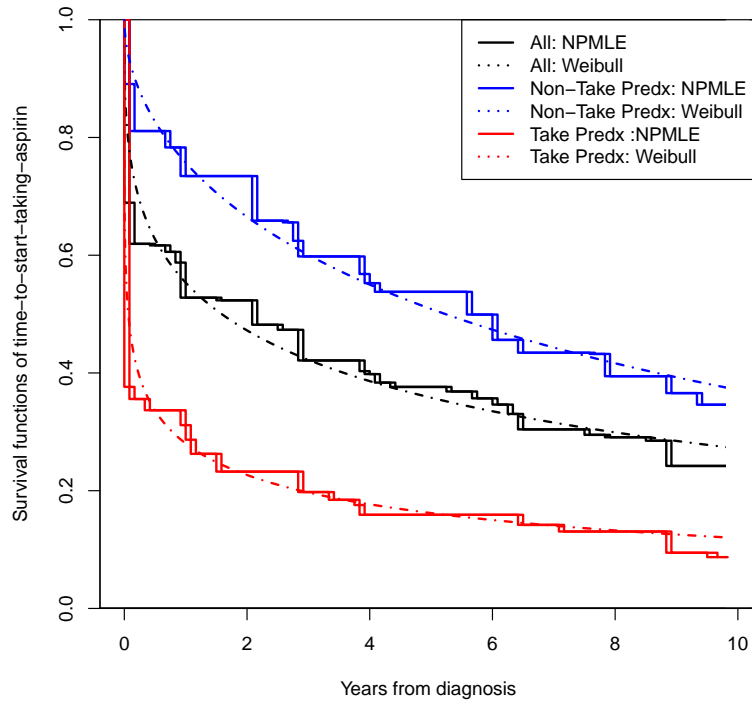 1.0
0.8
0.6
0.4
0.2
0.0
Survival functions of time−to−start−taking−aspirin
All: NPMLE
All: Weibull
Non−Take Predx: NPMLE
Non−Take Predx: Weibull
Take Predx :NPMLE
Take Predx: Weibull
0 2 4 6 8 10
Years from diagnosis